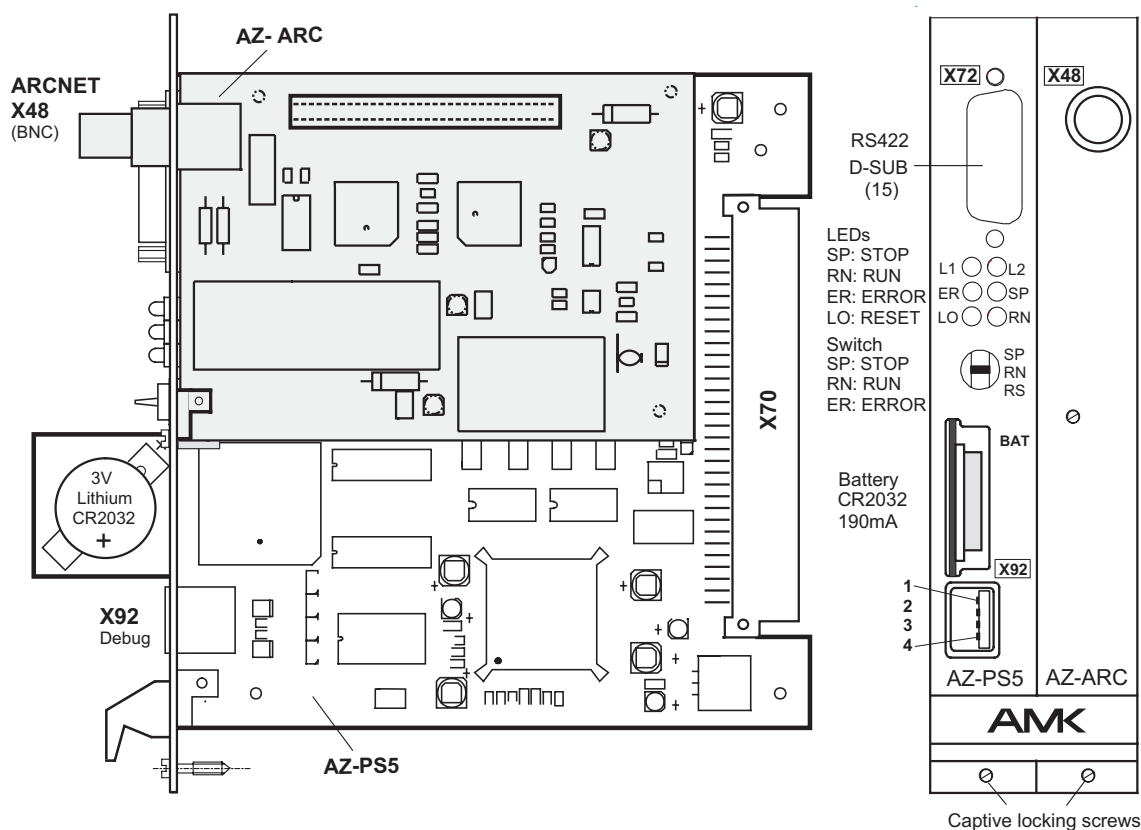 AZ- ARC
ARCNET
X48
(BNC)
3V
Lithium
CR2032
+
X92
Debug
AZ-PS5
X70
+
+
+
+
+
+
+
+
+
X72
X48
RS422
D-SUB
(15)
LEDs
SP: STOP
RN: RUN
ER: ERROR
LO: RESET
L1 L2
ER SP
LO RN
Switch
SP: STOP
RN: RUN
ER: ERROR
SP
RN
RS
BAT
Battery
CR2032
190mA
X92
1
2
3
4
AZ-PS5 AZ-ARC
AMK
Captive locking screws